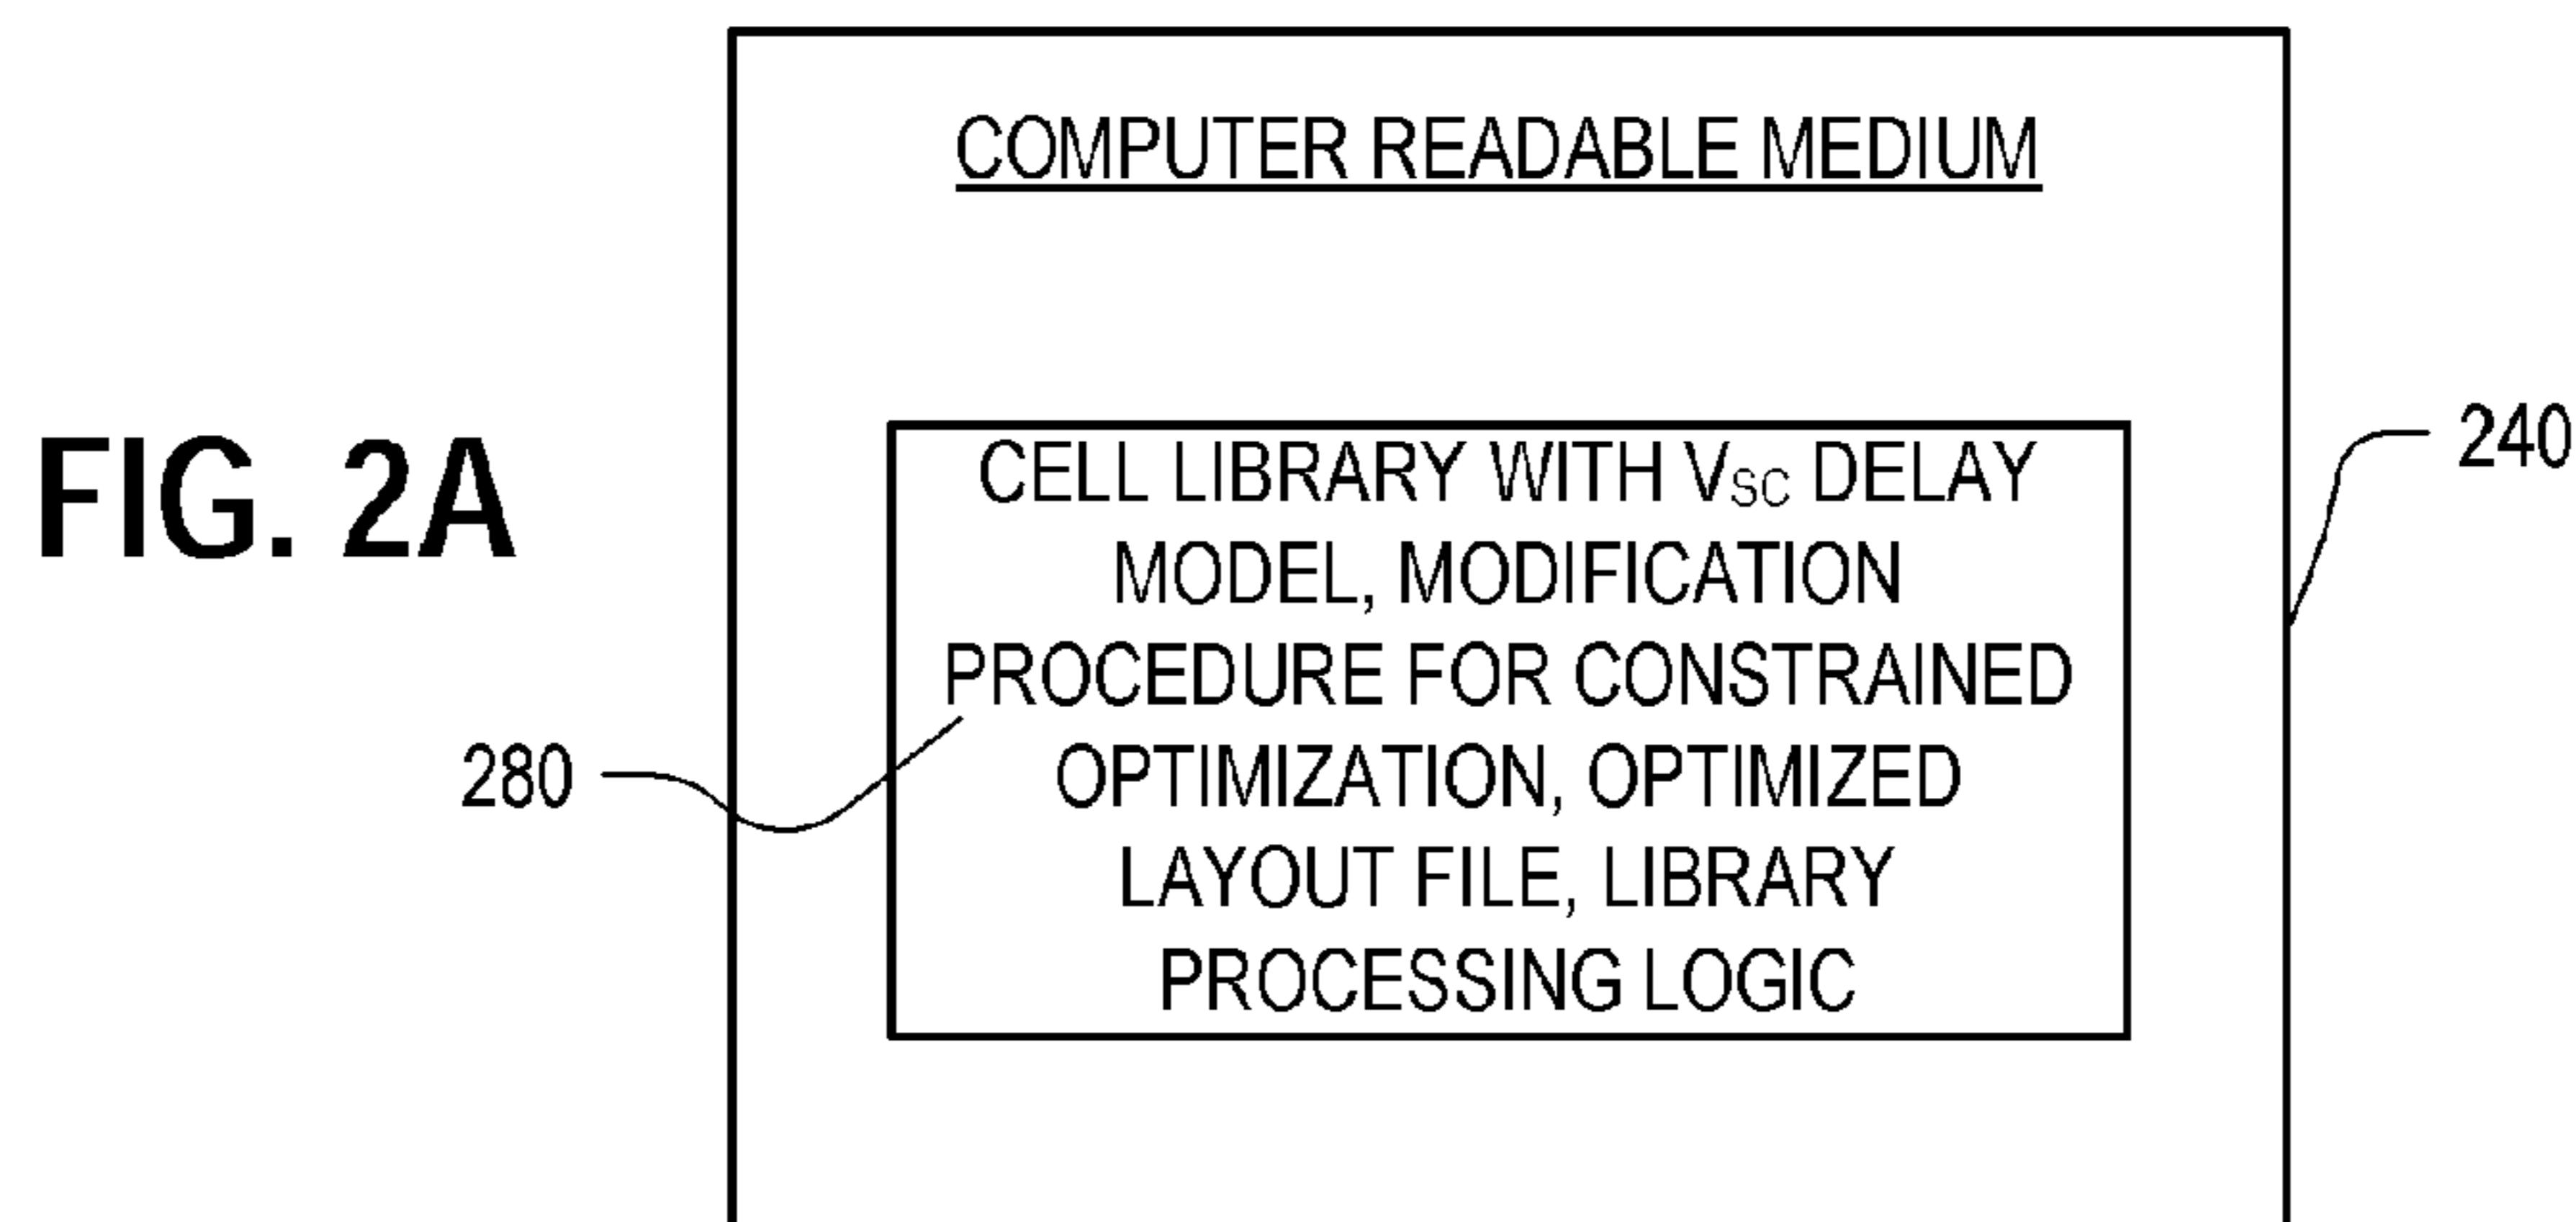 COMPUTER READABLE MEDIUM
FIG. 2A
240
CELL LIBRARY WITH VSC DELAY
MODEL, MODIFICATION
PROCEDURE FOR CONSTRAINED
OPTIMIZATION, OPTIMIZED
LAYOUT FILE, LIBRARY
PROCESSING LOGIC
280